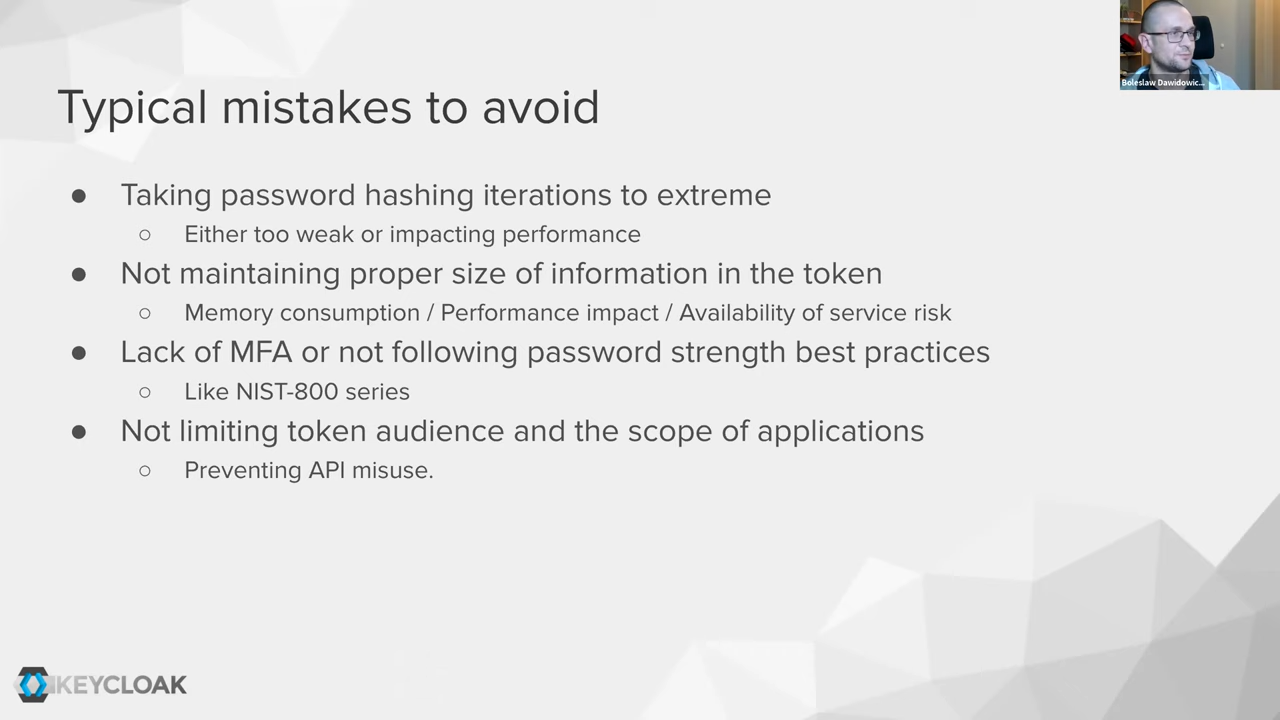 Boleslaw Dawidowic...
Typical mistakes to avoid
● Taking password hashing iterations to extreme
○ Either too weak or impacting performance
● Not maintaining proper size of information in the token
○ Memory consumption / Performance impact / Availability of service risk
● Lack of MFA or not following password strength best practices
○ Like NIST-800 series
● Not limiting token audience and the scope of applications
○ Preventing API misuse.
KEYCLOAK